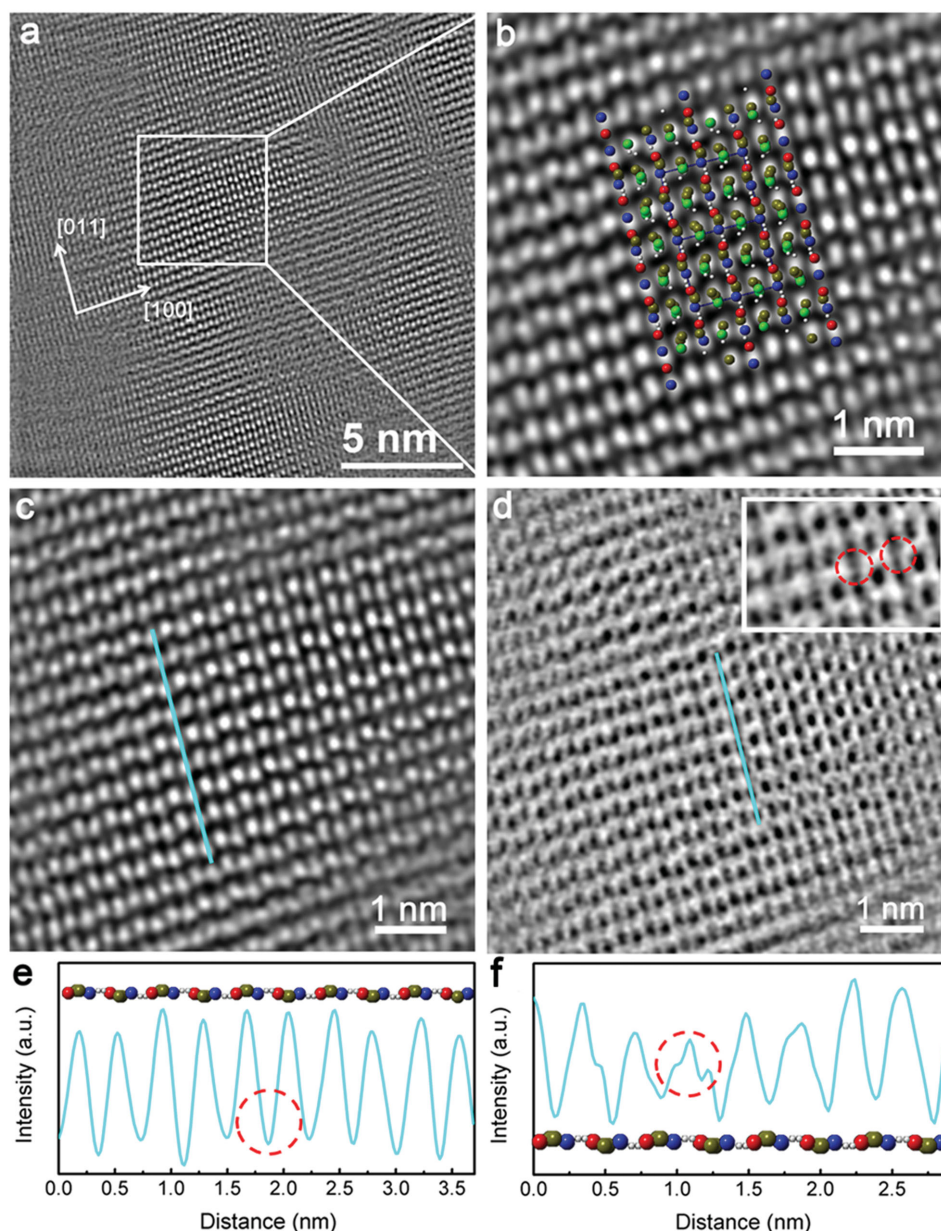 a
[011]
[100]
5 nm
b
1 nm
c
1 nm
d
1 nm
e
Intensity (a.u.)
0.0 0.5 1.0 1.5 2.0 2.5 3.0 3.5
Distance (nm)
f
Intensity (a.u.)
0.0 0.5 1.0 1.5 2.0 2.5
Distance (nm)